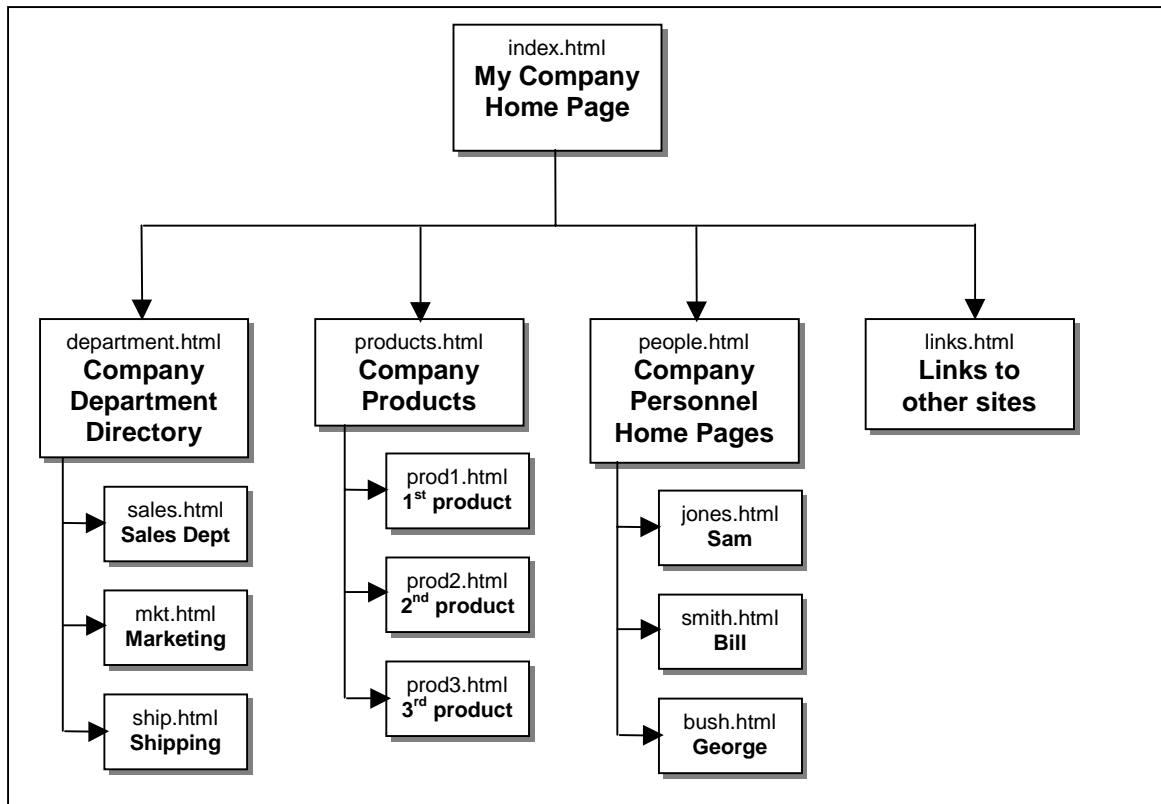 index.html
My Company
Home Page
department.html
Company
Department
Directory
sales.html
Sales Dept
mkt.html
Marketing
ship.html
Shipping
products.html
Company
Products
prod1.html
1st product
prod2.html
2nd product
prod3.html
3rd product
people.html
Company
Personnel
Home Pages
jones.html
Sam
smith.html
Bill
bush.html
George
links.html
Links to
other sites